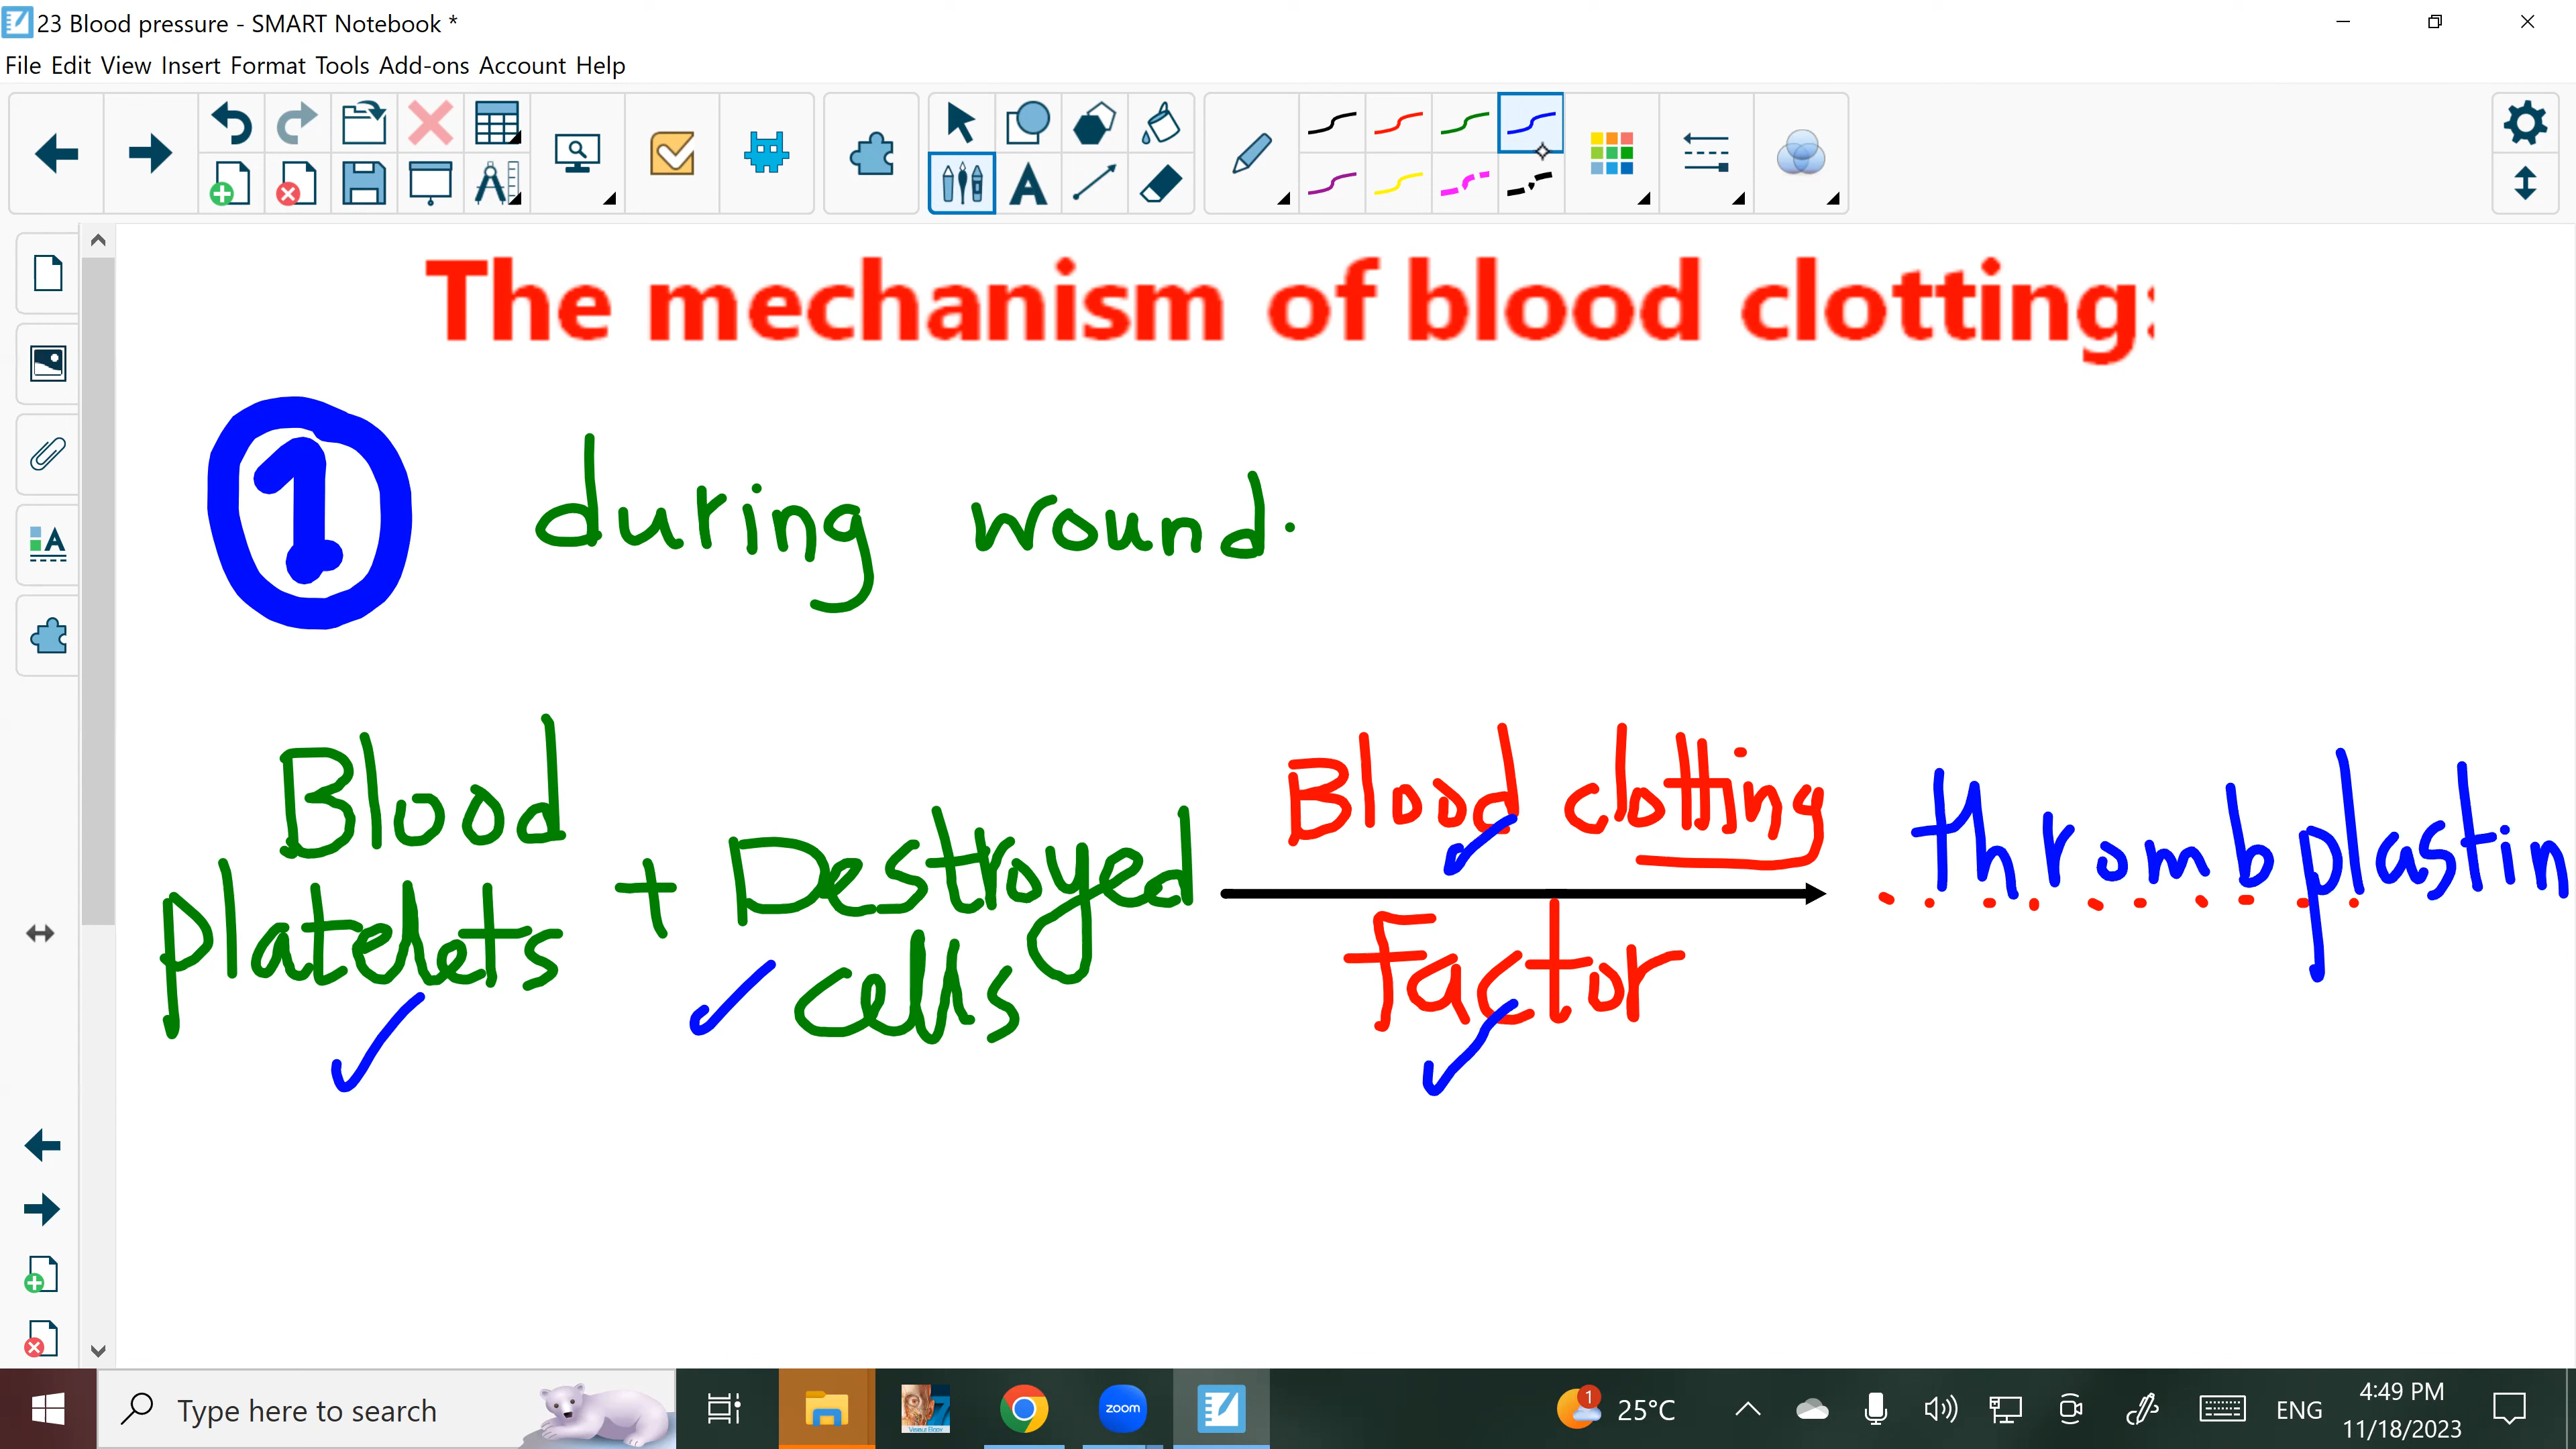 23 Blood pressure - SMART Notebook *
File Edit View Insert Format Tools Add-ons Account Help
The mechanism of blood clotting:
1 during wound.
Blood platelets + Destroyed cells
Blood clotting
Factor
thrombplastin
Type here to search
zoom
1
25°C
ENG
4:49 PM
11/18/2023